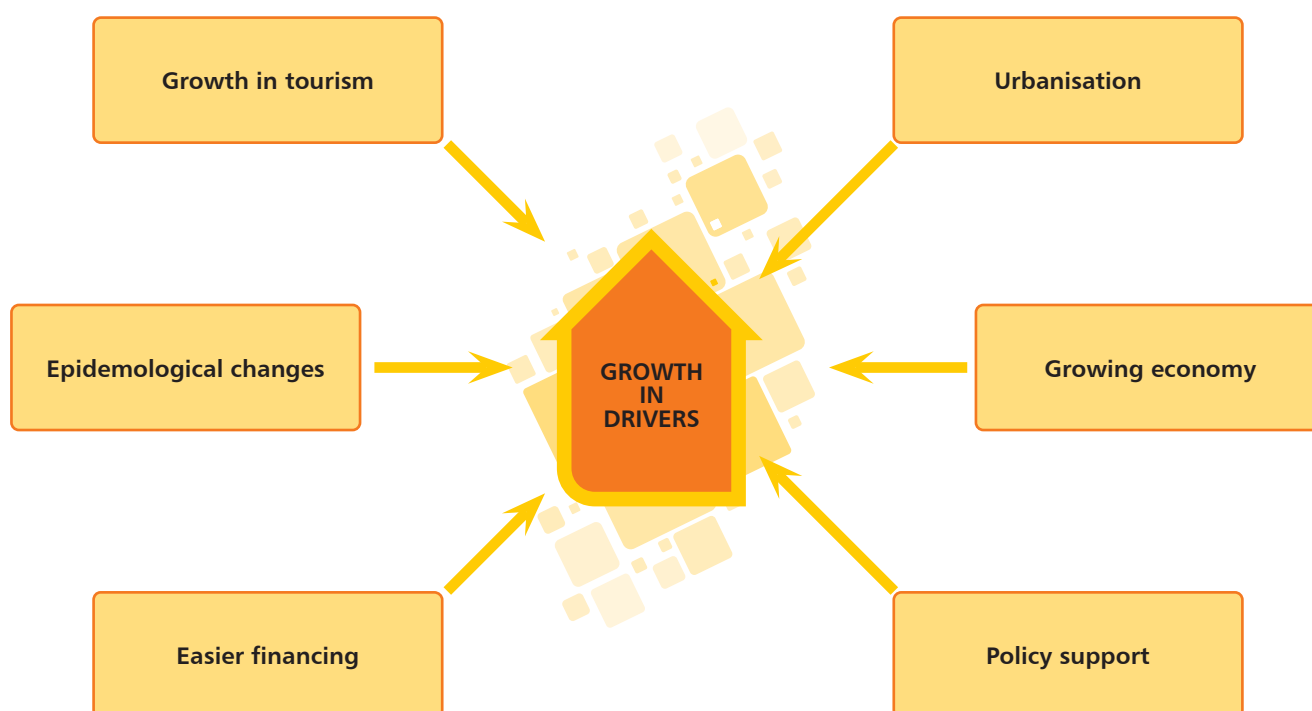 Growth in tourism
Urbanisation
Epidemological changes
GROWTH
IN
DRIVERS
Growing economy
Easier financing
Policy support